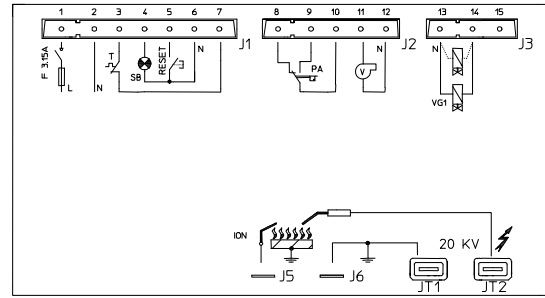 1 2 3 4 5 6 7
8 9 10 11 12
13 14 15
J1
J2
J3
F 3.15A
L
N
T
SB
RESET
N
PA
V
N
N
VG1
ION
J5
J6
20 KV
JT1
JT2